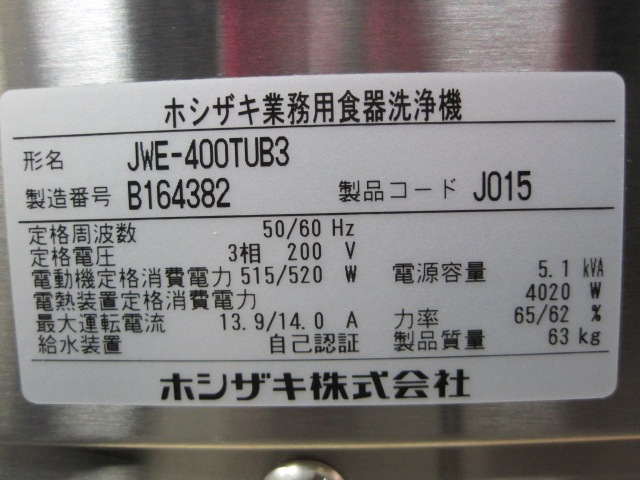 ホシザキ業務用食器洗浄機
形名 JWE-400TUB3
製造番号 B164382 製品コード J015
定格周波数 50/60 Hz
定格電圧 3相 200 V
電動機定格消費電力 515/520 W 電源容量 5.1 kVA
電熱装置定格消費電力 4020 W
最大運転電流 13.9/14.0 A 力率 65/62 %
給水装置 自己認証 製品質量 63 kg
ホシザキ株式会社